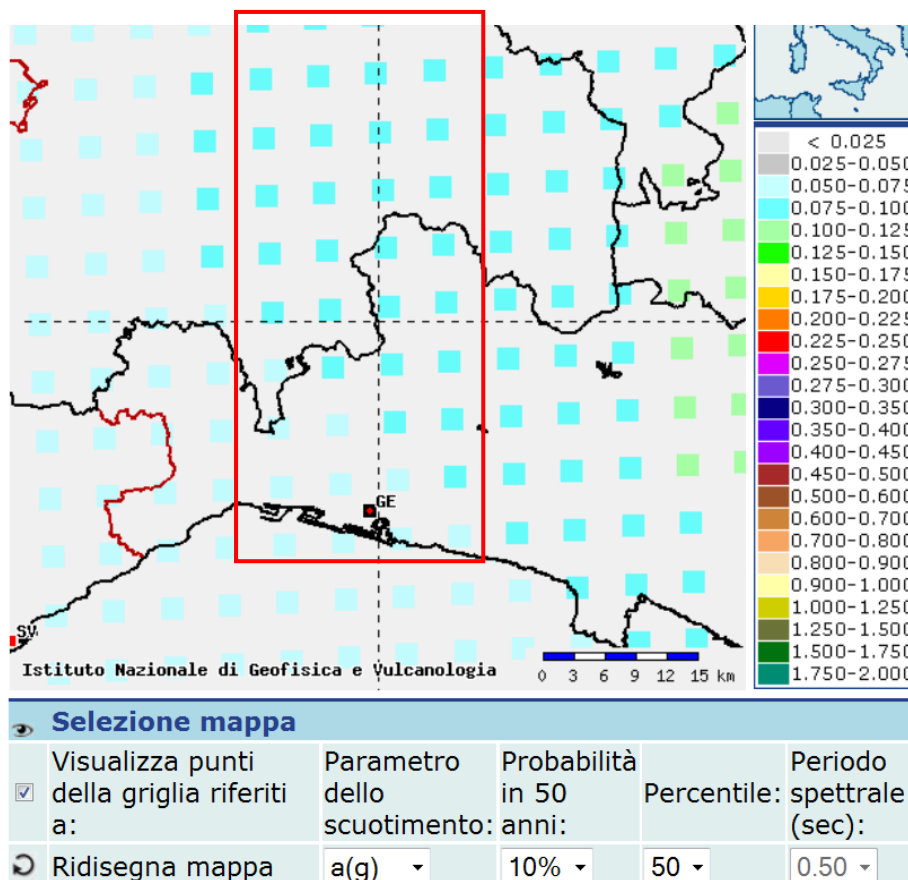 < 0.025
0.025-0.050
0.050-0.075
0.075-0.100
0.100-0.125
0.125-0.150
0.150-0.175
0.175-0.200
0.200-0.225
0.225-0.250
0.250-0.275
0.275-0.300
0.300-0.350
0.350-0.400
0.400-0.450
0.450-0.500
0.500-0.600
0.600-0.700
0.700-0.800
0.800-0.900
0.900-1.000
1.000-1.250
1.250-1.500
1.500-1.750
1.750-2.000
GE
SV
Istituto Nazionale di Geofisica e Vulcanologia
0 3 6 9 12 15 km
Selezione mappa
Visualizza punti della griglia riferiti a:
Parametro dello scuotimento:
Probabilità in 50 anni:
Percentile:
Periodo spettrale (sec):
Ridisegna mappa
a(g)
10%
50
0.50